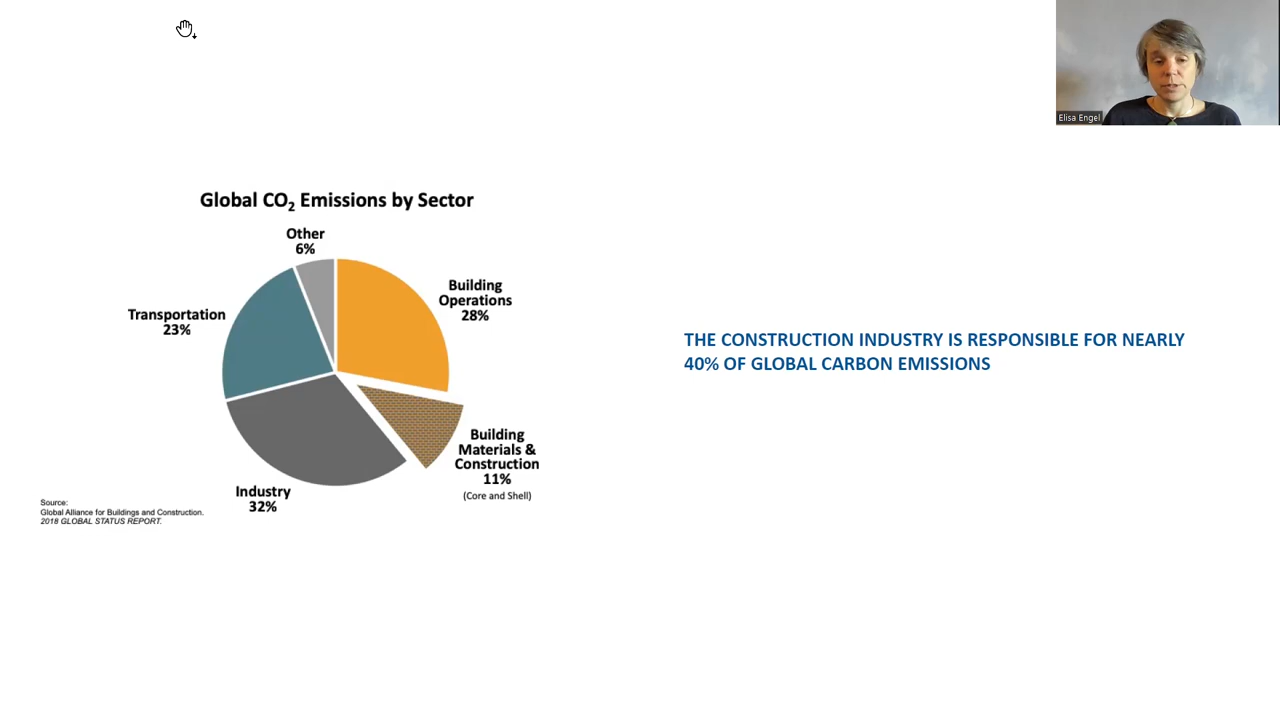 Elisa Engel
Global CO₂ Emissions by Sector
Other
6%
Building
Operations
28%
Transportation
23%
Building
Materials &
Construction
11%
(Core and Shell)
Industry
32%
Source:
Global Alliance for Buildings and Construction.
2018 GLOBAL STATUS REPORT.
THE CONSTRUCTION INDUSTRY IS RESPONSIBLE FOR NEARLY
40% OF GLOBAL CARBON EMISSIONS